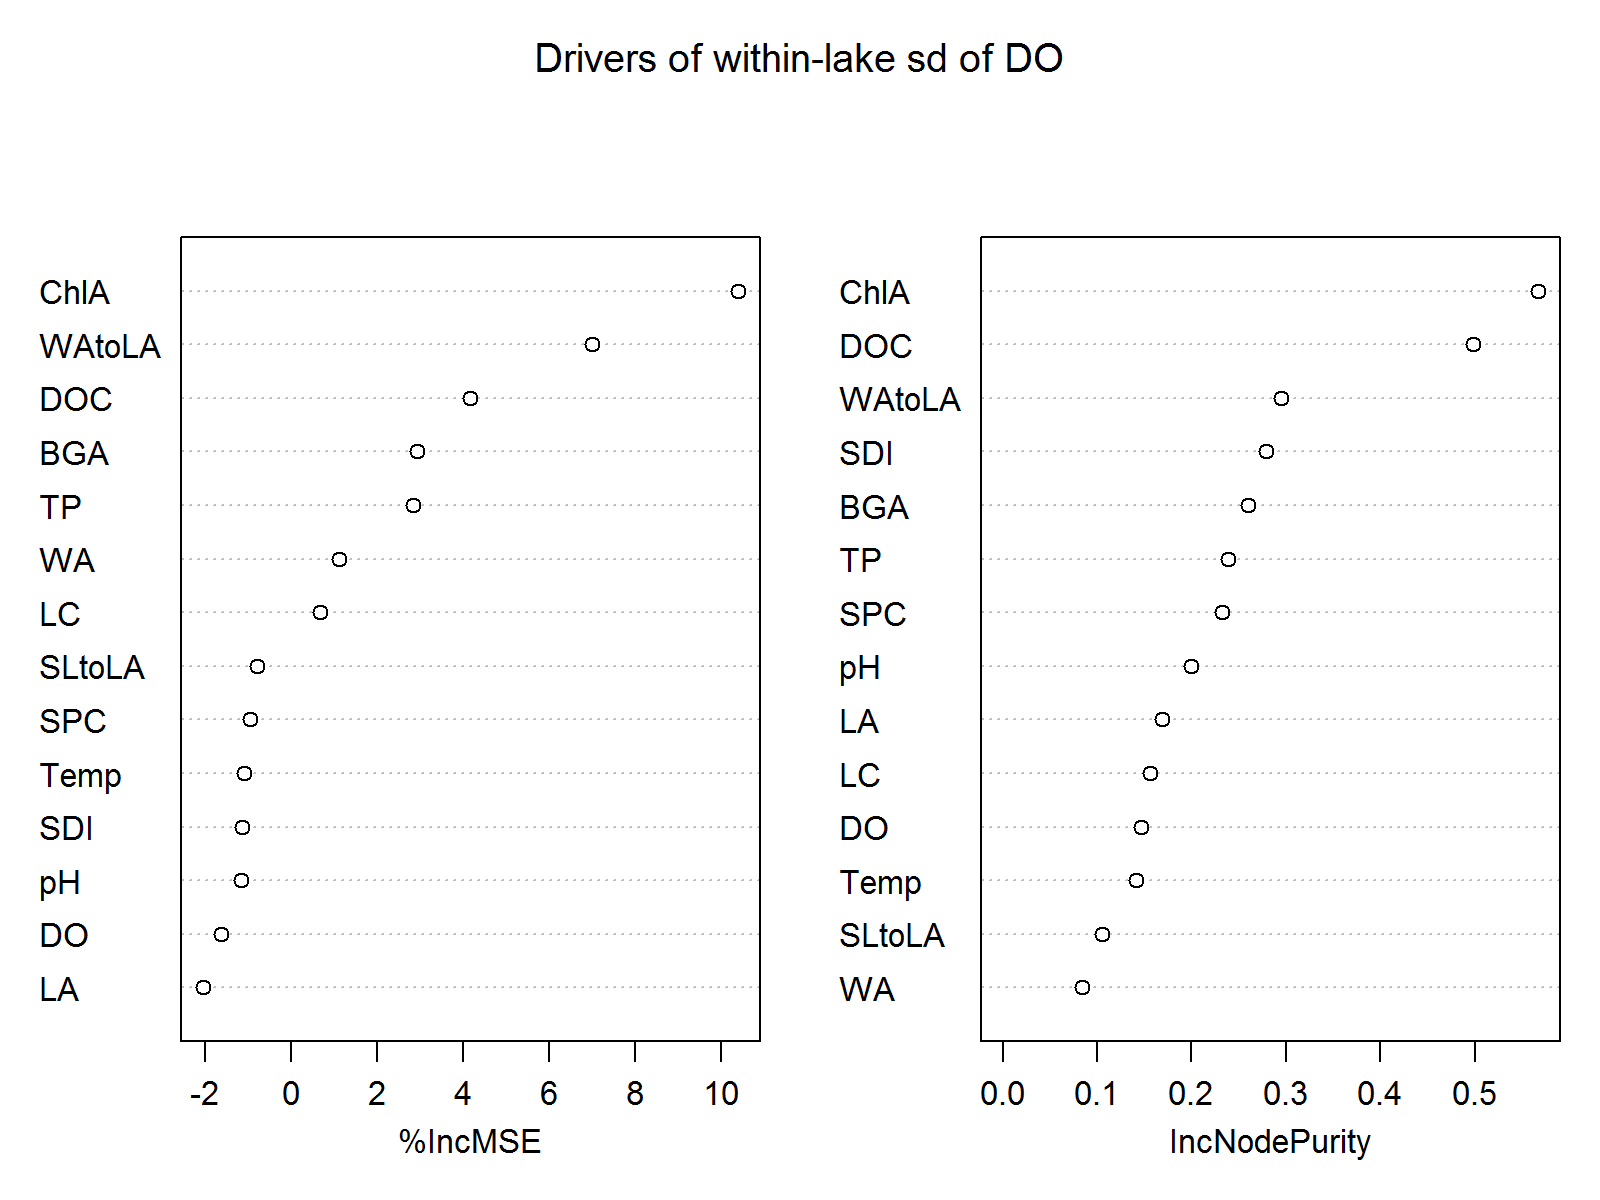 Drivers of within-lake sd of DO
ChlA
WAtoLA
DOC
BGA
TP
WA
LC
SLtoLA
SPC
Temp
SDI
pH
DO
LA
-2 0 2 4 6 8 10
%IncMSE
ChlA
DOC
WAtoLA
SDI
BGA
TP
SPC
pH
LA
LC
DO
Temp
SLtoLA
WA
0.0 0.1 0.2 0.3 0.4 0.5
IncNodePurity